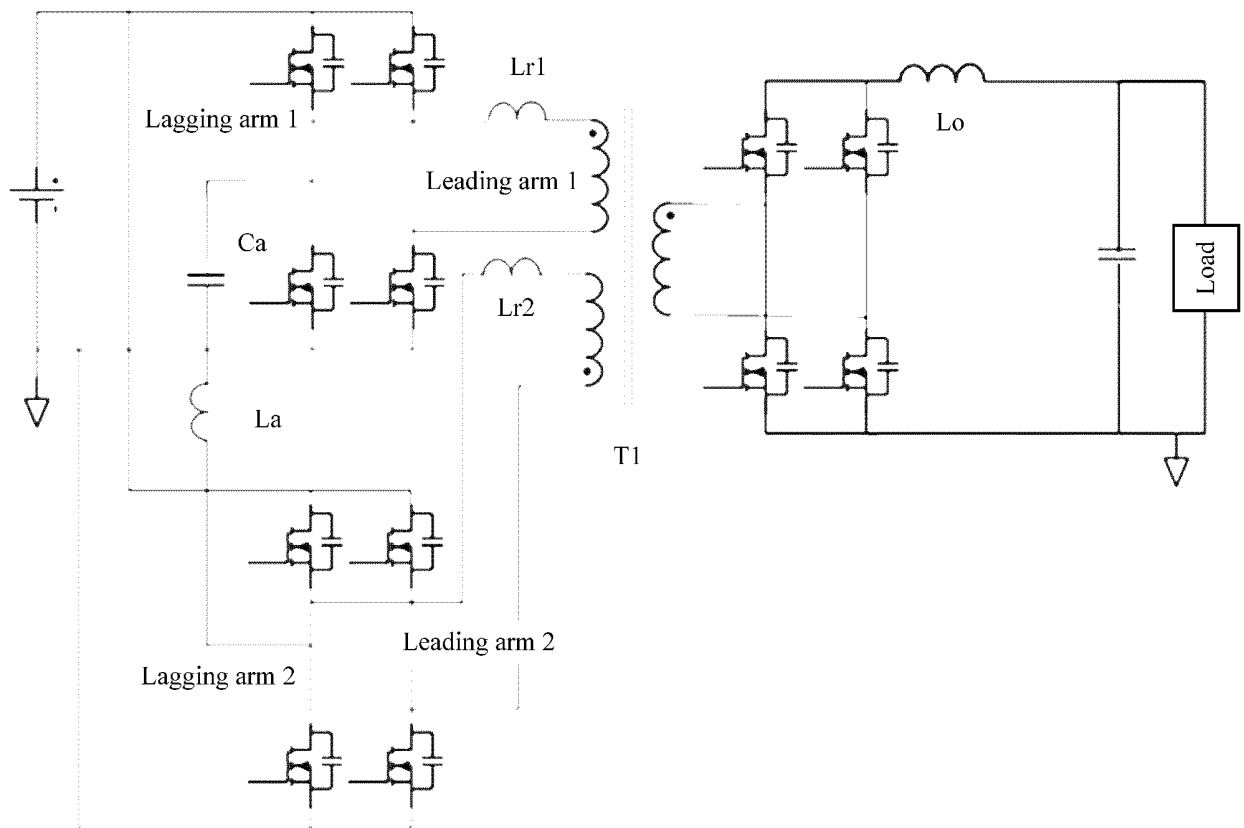 Lr1
Lagging arm 1
Lo
Leading arm 1
Ca
Load
Lr2
La
T1
Leading arm 2
Lagging arm 2